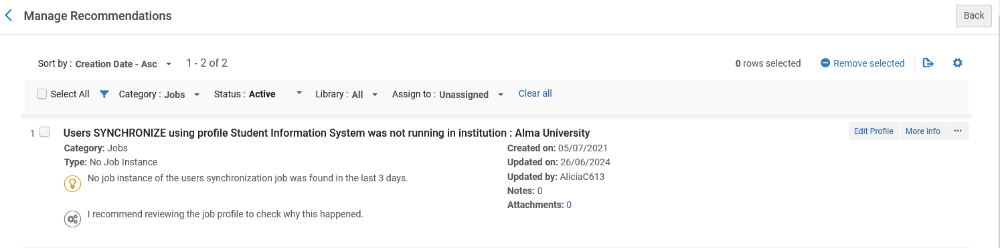 Manage Recommendations
Back
Sort by : Creation Date - Asc 1 - 2 of 2 0 rows selected Remove selected
Select All Category : Jobs Status : Active Library : All Assign to : Unassigned Clear all
1 Users SYNCHRONIZE using profile Student Information System was not running in institution : Alma University Edit Profile More info ...
Category: Jobs
Type: No Job Instance
No job instance of the users synchronization job was found in the last 3 days.
I recommend reviewing the job profile to check why this happened.
Created on: 05/07/2021
Updated on: 26/06/2024
Updated by: AliciaC613
Notes: 0
Attachments: 0